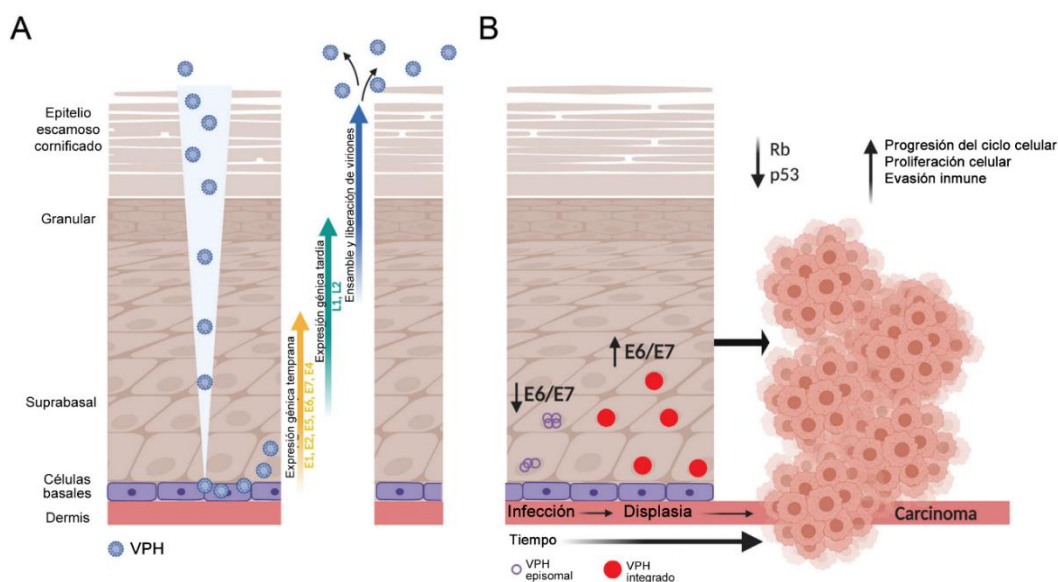 A
Epitelio
escamoso
cornificado
Granular
Suprabasal
Células
basales
Dermis
VPH
Expresión génica temprana
E1, E2, E5, E6, E7, E4
Expresión génica tardía
L1, L2
Ensamble y liberación de viriones
B
Rb
p53
Progresión del ciclo celular
Proliferación celular
Evasión inmune
E6/E7
E6/E7
Infección
Displasia
Carcinoma
Tiempo
VPH
episomal
VPH
integrado